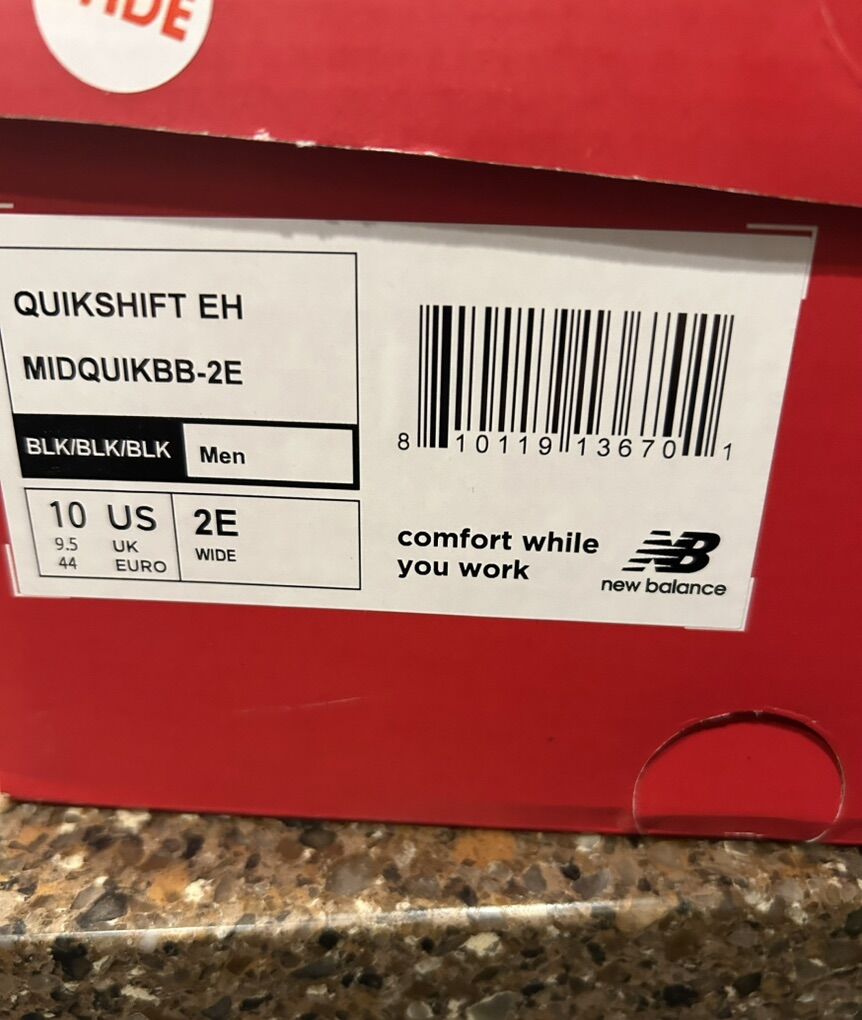 QUIKSHIFT EH
MIDQUIKBB-2E
BLK/BLK/BLK Men
10 US 2E
9.5 UK WIDE
44 EURO
8 10119 13670 1
comfort while
you work
NB
new balance